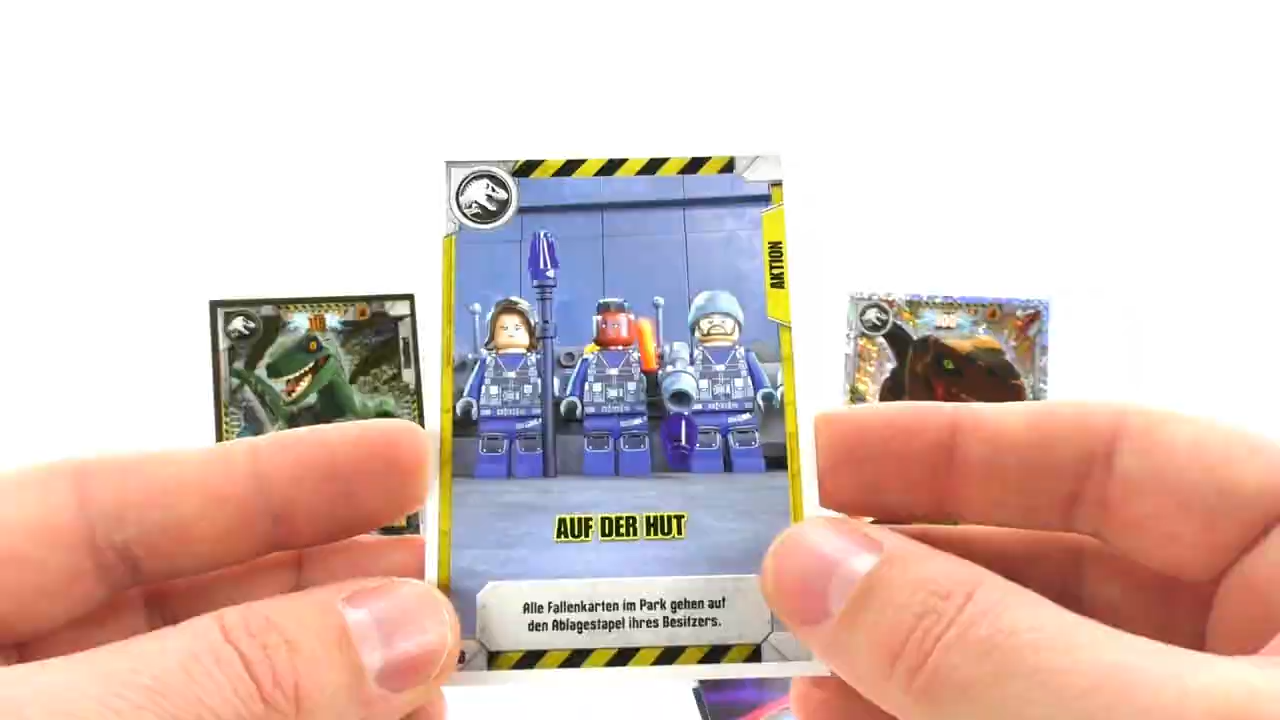 AKTION
AUF DER HUT
Alle Fallenkarten im Park gehen auf
den Ablagestapel ihres Besitzers.